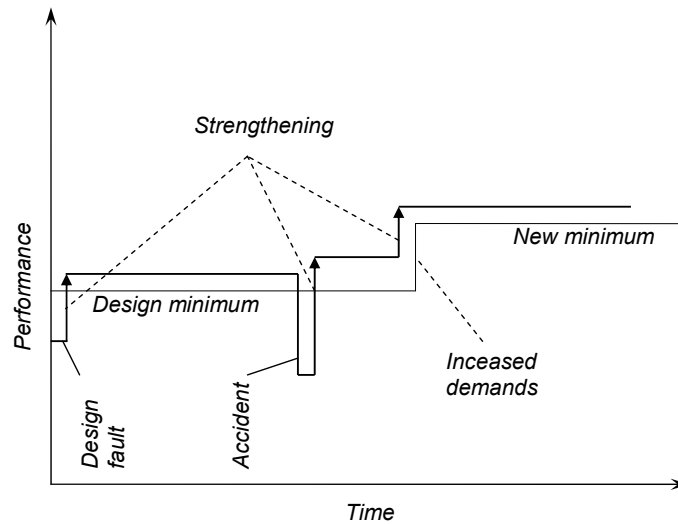 Strengthening
New minimum
Performance
Design minimum
Inceased
demands
Design
fault
Accident
Time